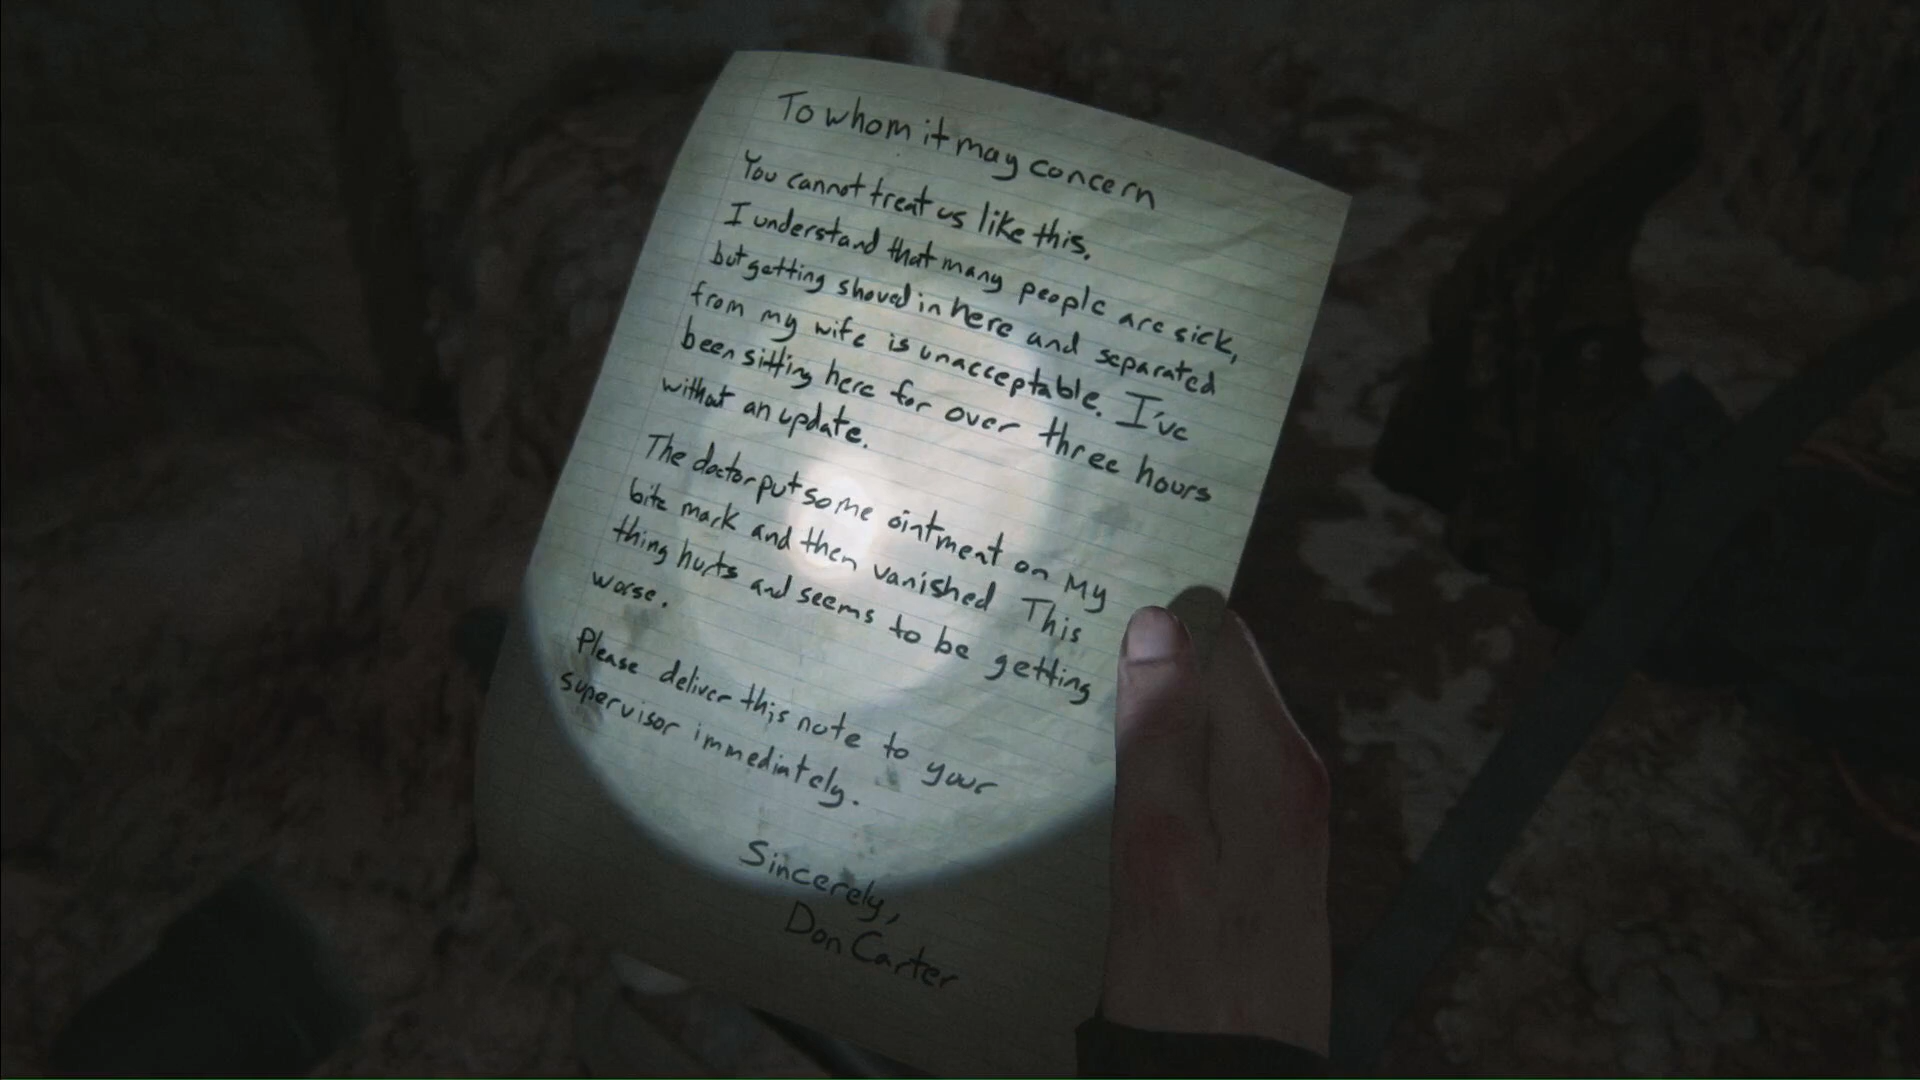 To whom it may concern
You cannot treat us like this.
I understand that many people are sick,
but getting shoved in here and separated
from my wife is unacceptable. I've
been sitting here for over three hours
without an update.
The doctor put some ointment on my
bite mark and then vanished This
thing hurts and seems to be getting
worse.
Please deliver this note to your
supervisor immediately.
Sincerely,
Don Carter